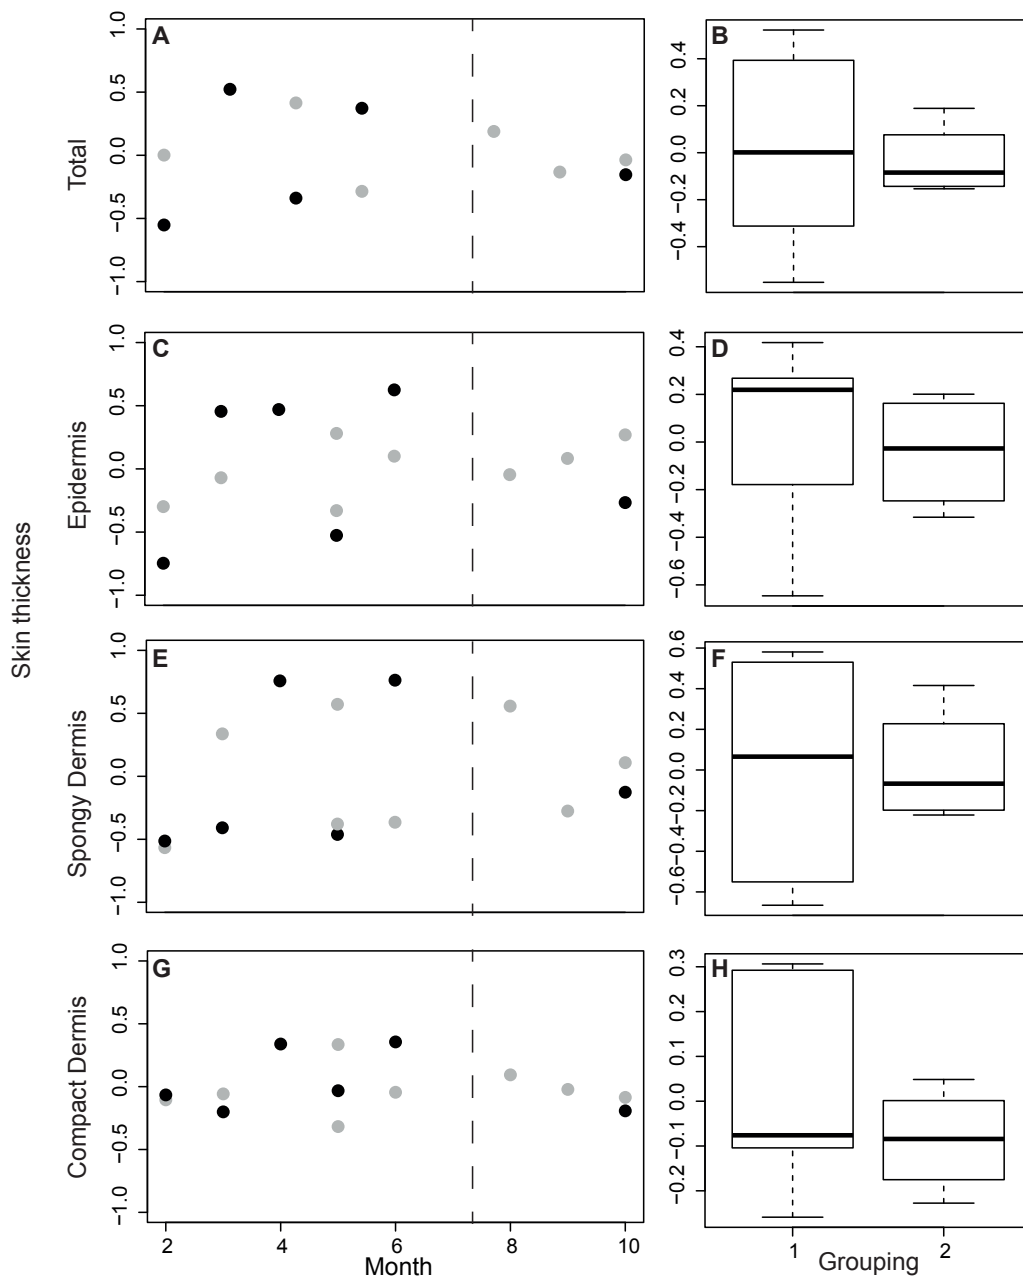 Skin thickness
Total
A
1.0
0.5
0.0
−0.5
−1.0
B
0.4
0.2
0.0
−0.2
−0.4
Epidermis
C
1.0
0.5
0.0
−0.5
−1.0
D
0.4
0.2
0.0
−0.2
−0.4
−0.6
Spongy Dermis
E
1.0
0.5
0.0
−0.5
−1.0
F
0.6
0.4
0.2
0.0
−0.2
−0.4
−0.6
Compact Dermis
G
1.0
0.5
0.0
−0.5
−1.0
2 4 6 8 10
Month
H
0.3
0.2
0.1
0.0
−0.1
−0.2
1 2
Grouping